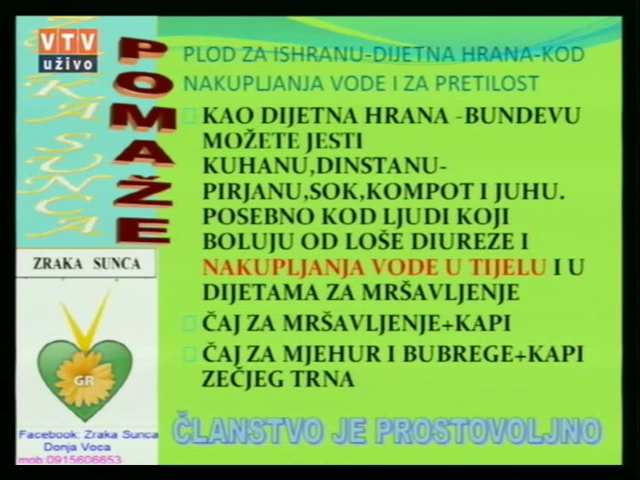 VTV
uživo
ZRAKA SUNCA
POMAŽE
PLOD ZA ISHRANU-DIJETNA HRANA-KOD
NAKUPLJANJA VODE I ZA PRETILOST
KAO DIJETNA HRANA -BUNDEVU
MOŽETE JESTI
KUHANU,DINSTANU-
PIRJANU,SOK,KOMPOT I JUHU.
POSEBNO KOD LJUDI KOJI
BOLUJU OD LOŠE DIUREZE I
NAKUPLJANJA VODE U TIJELU I U
DIJETAMA ZA MRŠAVLJENJE
ČAJ ZA MRŠAVLJENJE+KAPI
ČAJ ZA MJEHUR I BUBREGE+KAPI
ZEČJEG TRNA
ZRAKA SUNCA
GR
Facebook: Zraka Sunca
Donja Voca
mob:0915606653
ČLANSTVO JE PROSTOVOLJNO